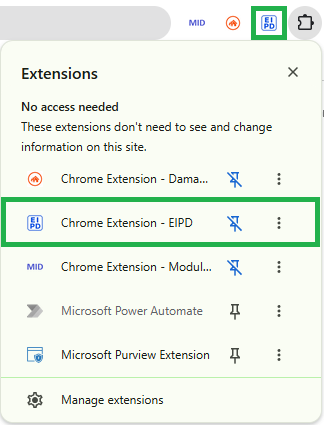 MID
EI
PD
Extensions
No access needed
These extensions don't need to see and change
information on this site.
Chrome Extension - Dama...
EI
PD
Chrome Extension - EIPD
MID
Chrome Extension - Modul...
Microsoft Power Automate
Microsoft Purview Extension
Manage extensions